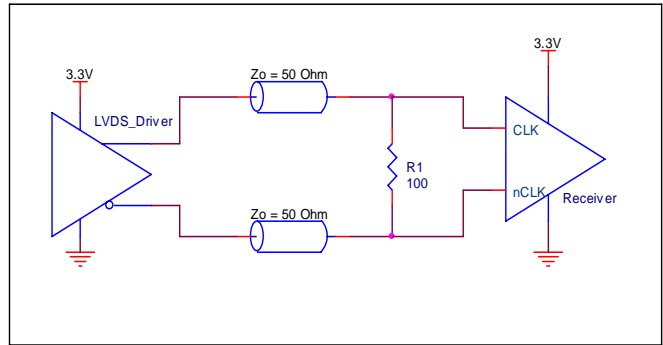 3.3V
LVDS_Driver
Zo = 50 Ohm
Zo = 50 Ohm
R1
100
3.3V
CLK
nCLK
Receiver